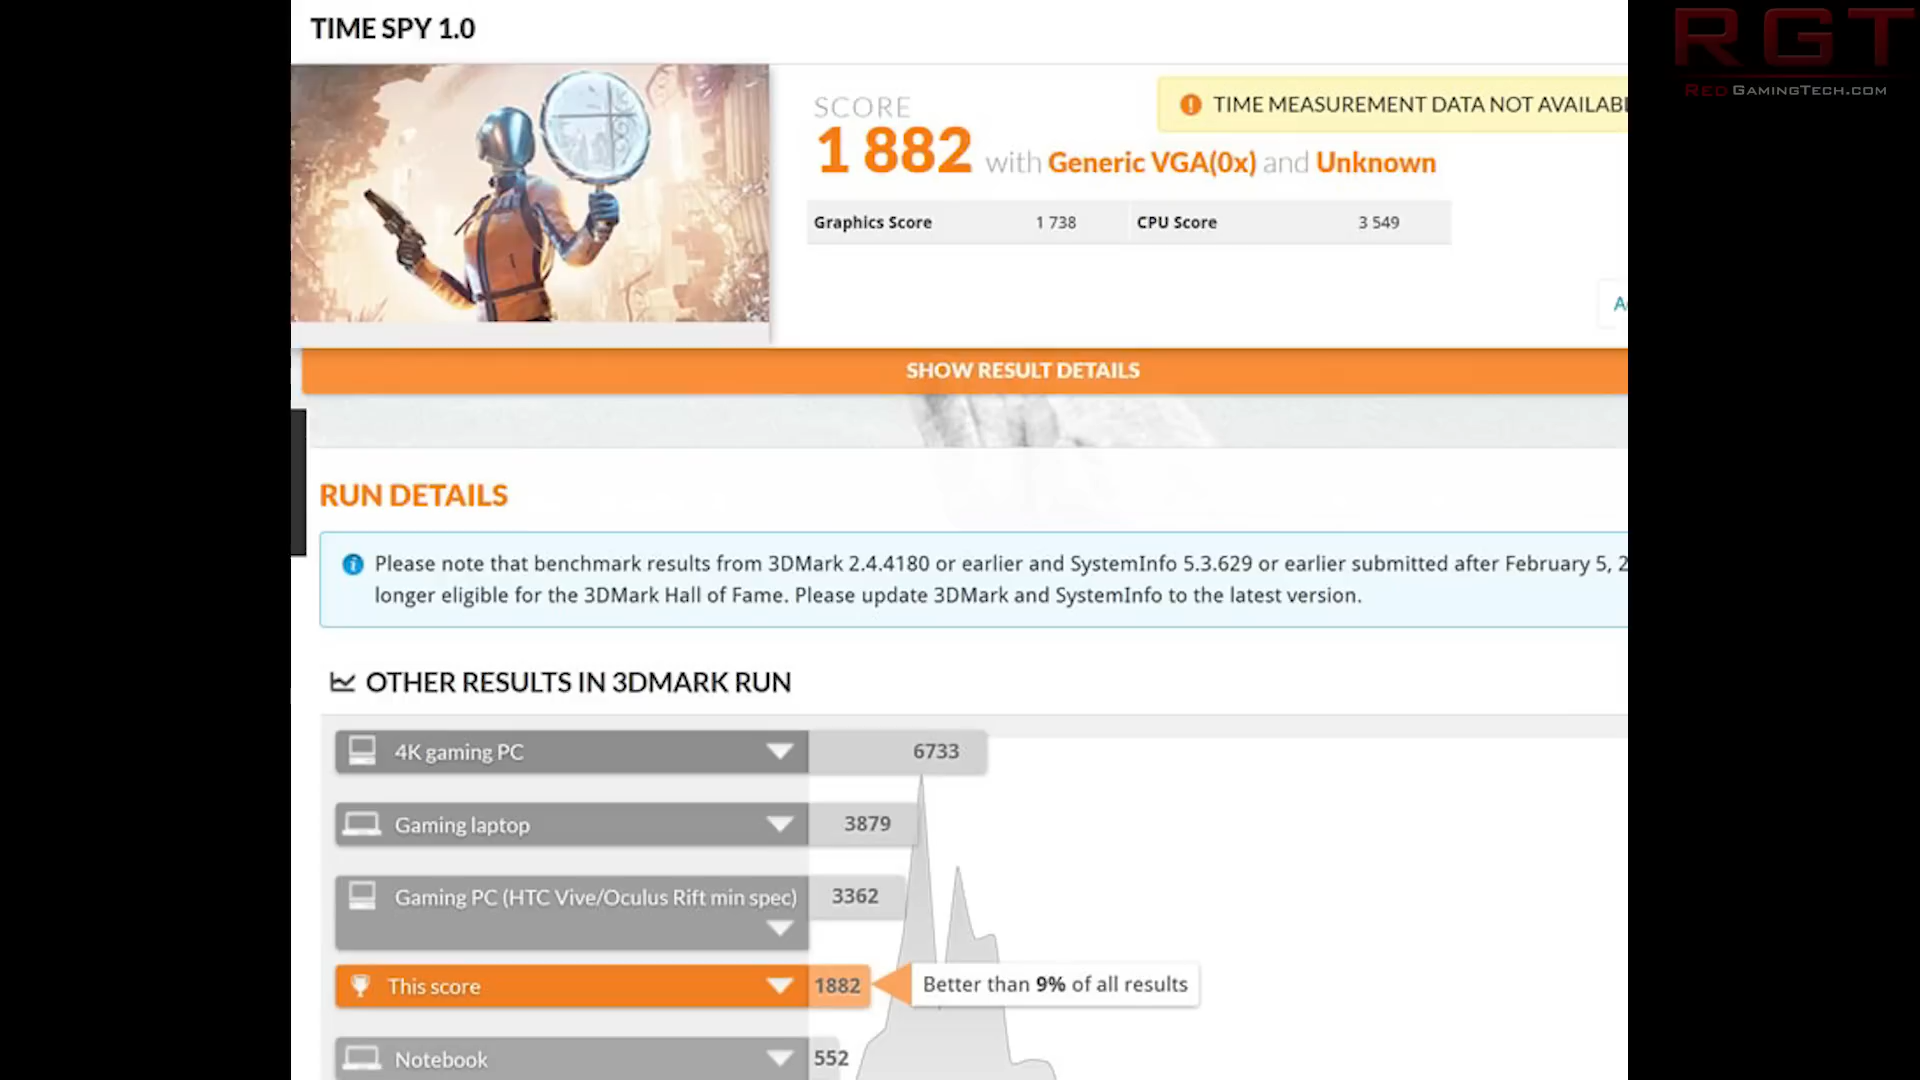 TIME SPY 1.0
RGT
RED GAMINGTECH.COM
SCORE
1 882 with Generic VGA(0x) and Unknown
TIME MEASUREMENT DATA NOT AVAILABL
Graphics Score 1 738 CPU Score 3 549
A
SHOW RESULT DETAILS
RUN DETAILS
Please note that benchmark results from 3DMark 2.4.4180 or earlier and SystemInfo 5.3.629 or earlier submitted after February 5, 2
longer eligible for the 3DMark Hall of Fame. Please update 3DMark and SystemInfo to the latest version.
OTHER RESULTS IN 3DMARK RUN
4K gaming PC 6733
Gaming laptop 3879
Gaming PC (HTC Vive/Oculus Rift min spec) 3362
This score 1882 Better than 9% of all results
Notebook 552